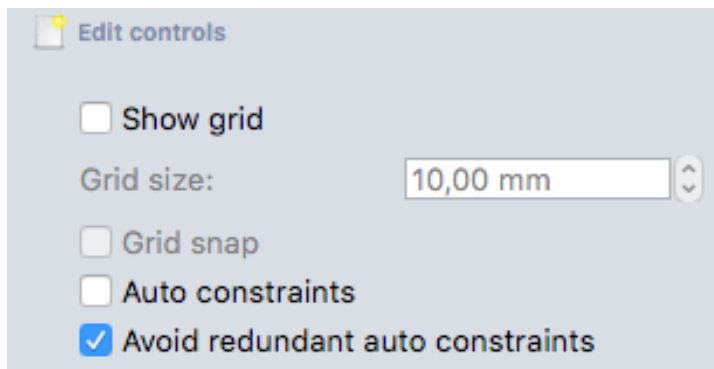 Edit controls
Show grid
Grid size: 10,00 mm
Grid snap
Auto constraints
Avoid redundant auto constraints